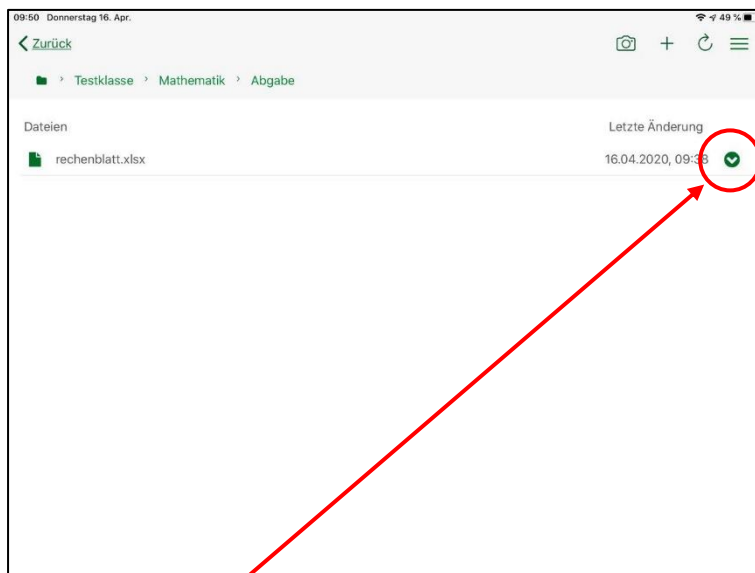 09:50 Donnerstag 16. Apr. 49 %
Zurück
Testklasse > Mathematik > Abgabe
Dateien Letzte Änderung
rechenblatt.xlsx 16.04.2020, 09:38